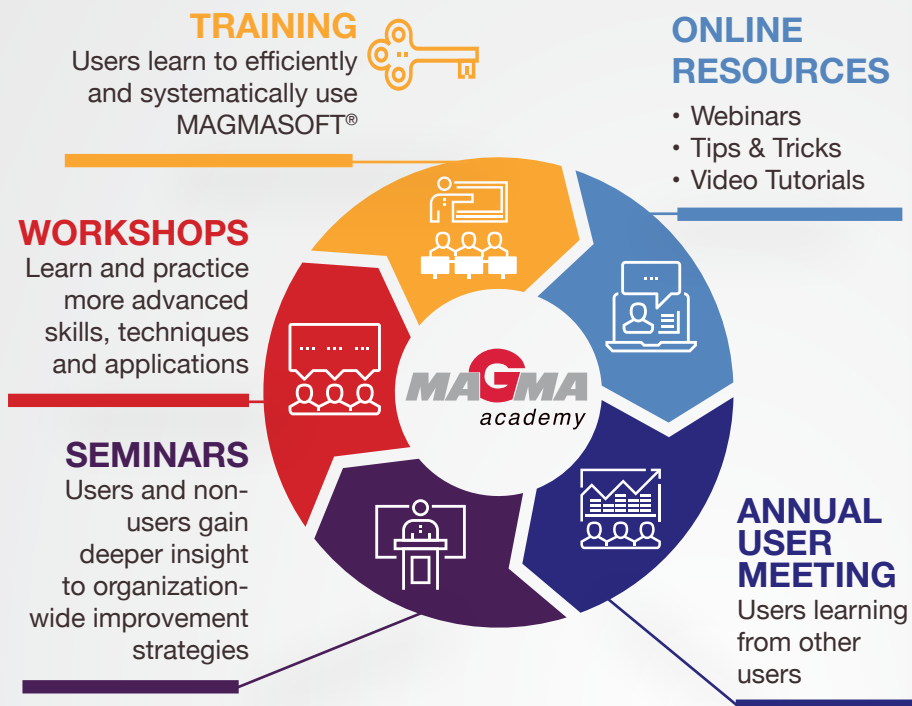 TRAINING
Users learn to efficiently
and systematically use
MAGMASOFT®
ONLINE
RESOURCES
• Webinars
• Tips & Tricks
• Video Tutorials
WORKSHOPS
Learn and practice
more advanced
skills, techniques
and applications
MAGMA
academy
SEMINARS
Users and non-
users gain
deeper insight
to organization-
wide improvement
strategies
ANNUAL
USER
MEETING
Users learning
from other
users